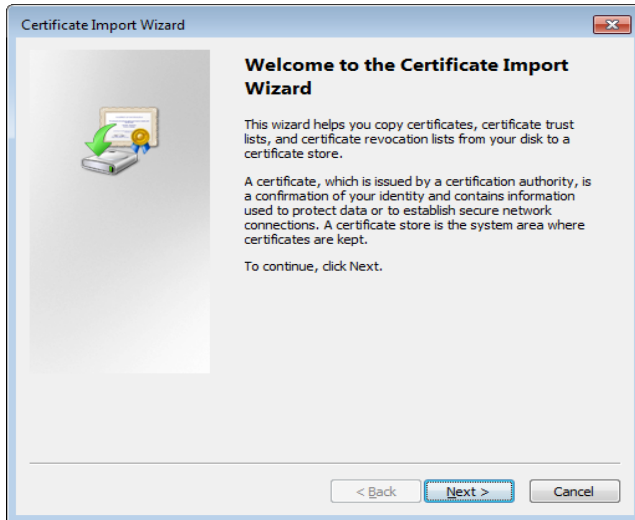 Certificate Import Wizard
Welcome to the Certificate Import
Wizard
This wizard helps you copy certificates, certificate trust
lists, and certificate revocation lists from your disk to a
certificate store.
A certificate, which is issued by a certification authority, is
a confirmation of your identity and contains information
used to protect data or to establish secure network
connections. A certificate store is the system area where
certificates are kept.
To continue, click Next.
< Back Next > Cancel